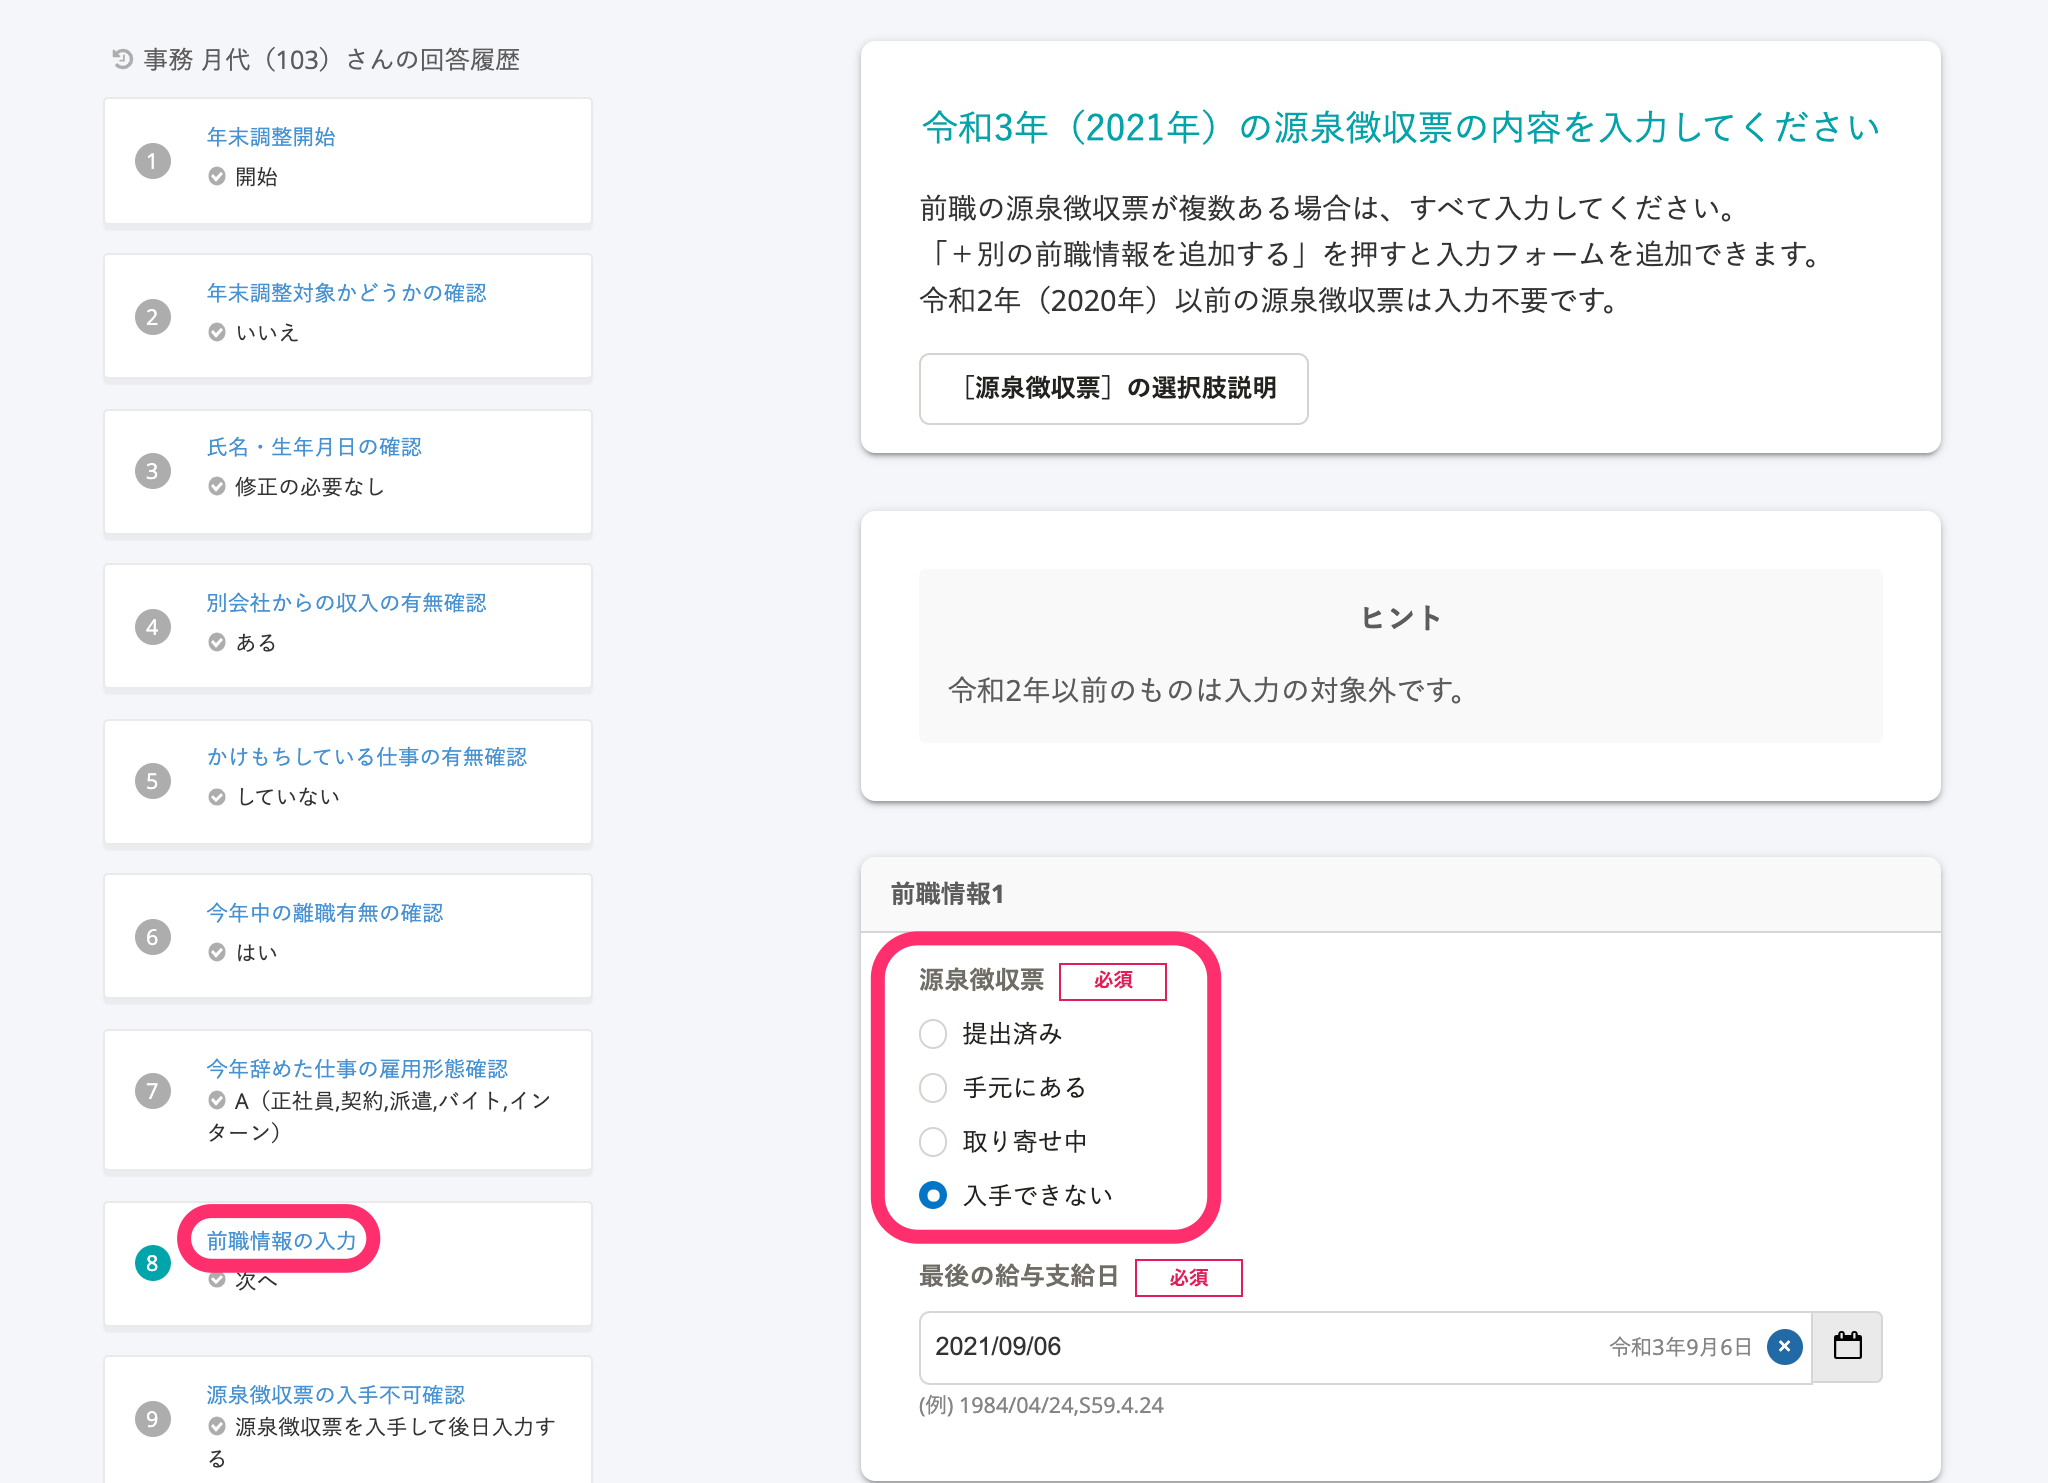 事務 月代（103）さんの回答履歴
1
年末調整開始
開始
2
年末調整対象かどうかの確認
いいえ
3
氏名・生年月日の確認
修正の必要なし
4
別会社からの収入の有無確認
ある
5
かけもちしている仕事の有無確認
していない
6
今年中の離職有無の確認
はい
7
今年辞めた仕事の雇用形態確認
A（正社員,契約,派遣,バイト,イン
ターン）
8
前職情報の入力
次へ
9
源泉徴収票の入手不可確認
源泉徴収票を入手して後日入力す
る
令和3年（2021年）の源泉徴収票の内容を入力してください
前職の源泉徴収票が複数ある場合は、すべて入力してください。
「＋別の前職情報を追加する」を押すと入力フォームを追加できます。
令和2年（2020年）以前の源泉徴収票は入力不要です。
［源泉徴収票］の選択肢説明
ヒント
令和2年以前のものは入力の対象外です。
前職情報1
源泉徴収票 必須
提出済み
手元にある
取り寄せ中
入手できない
最後の給与支給日 必須
2021/09/06 令和3年9月6日
(例) 1984/04/24,S59.4.24